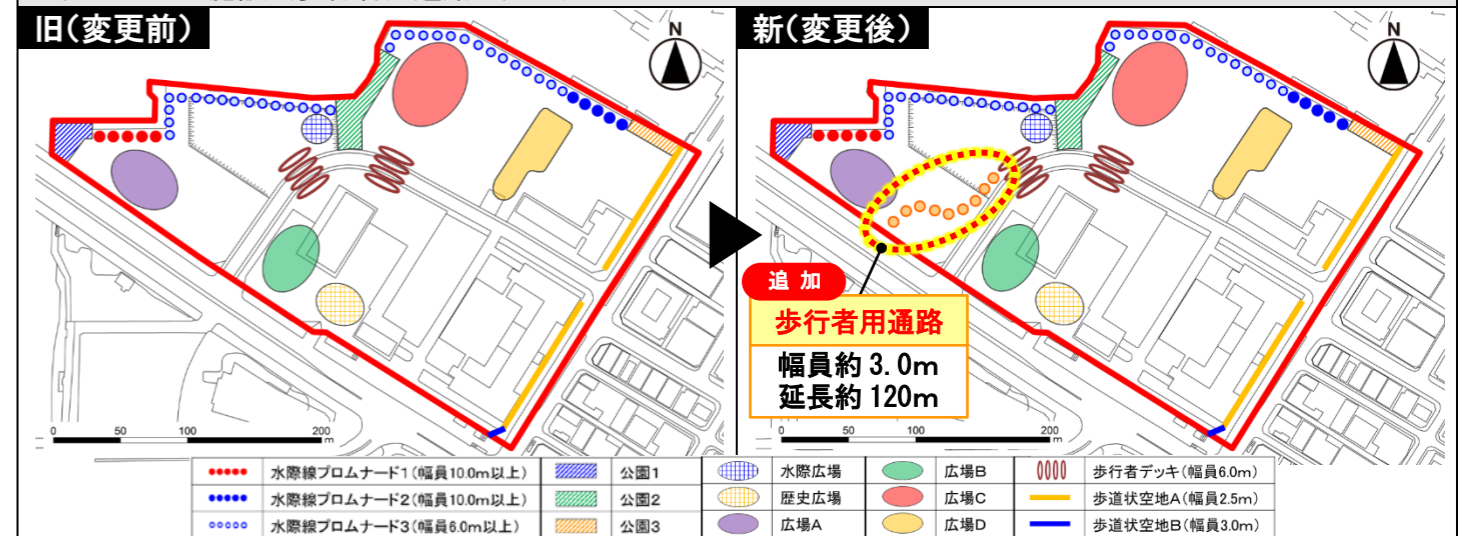 旧(変更前)
N
0 50 100 200
m
新(変更後)
N
追加
歩行者用通路
幅員約 3.0m
延長約 120m
0 50 100 200
m
水際線プロムナード1(幅員10.0m以上)
公園1
水際広場
広場B
歩行者デッキ(幅員6.0m)
水際線プロムナード2(幅員10.0m以上)
公園2
歴史広場
広場C
歩道状空地A(幅員2.5m)
水際線プロムナード3(幅員6.0m以上)
公園3
広場A
広場D
歩道状空地B(幅員3.0m)